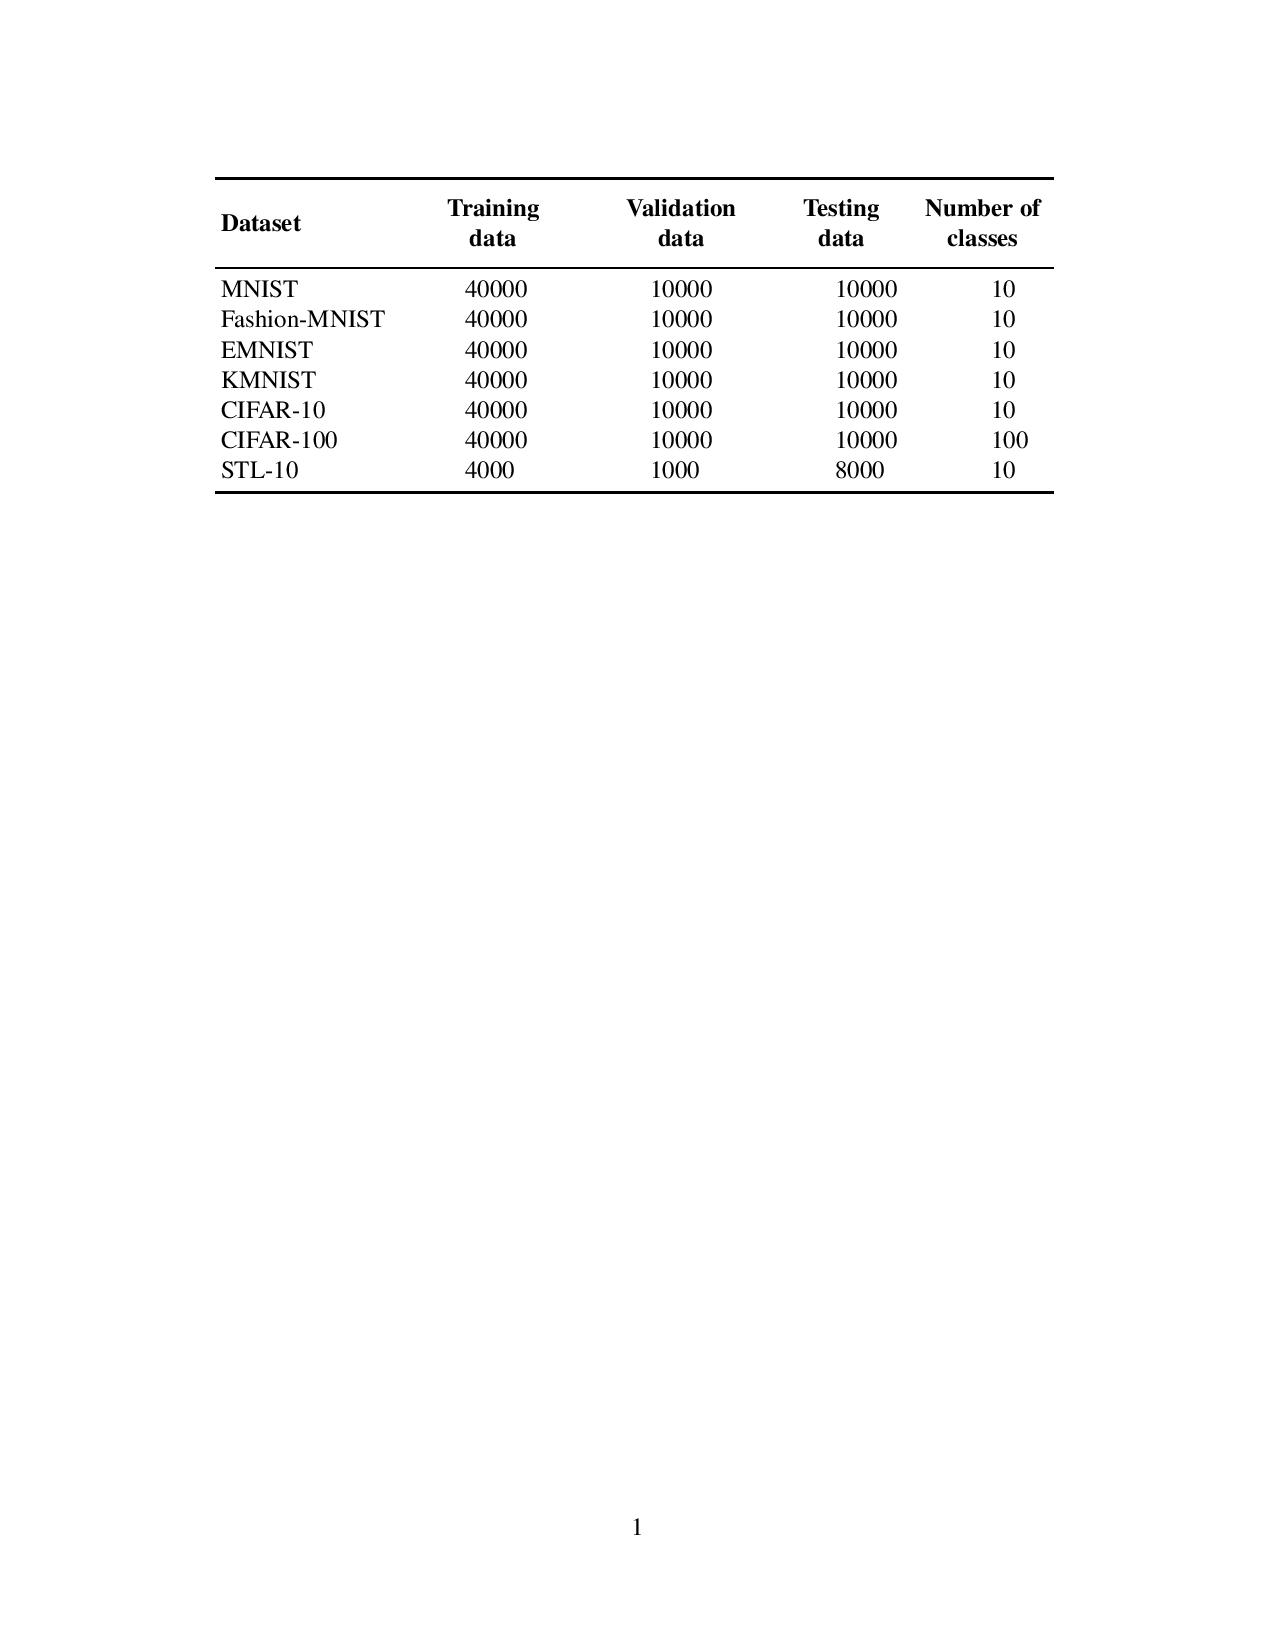 Dataset Training data Validation data Testing data Number of classes
MNIST 40000 10000 10000 10
Fashion-MNIST 40000 10000 10000 10
EMNIST 40000 10000 10000 10
KMNIST 40000 10000 10000 10
CIFAR-10 40000 10000 10000 10
CIFAR-100 40000 10000 10000 100
STL-10 4000 1000 8000 10
1